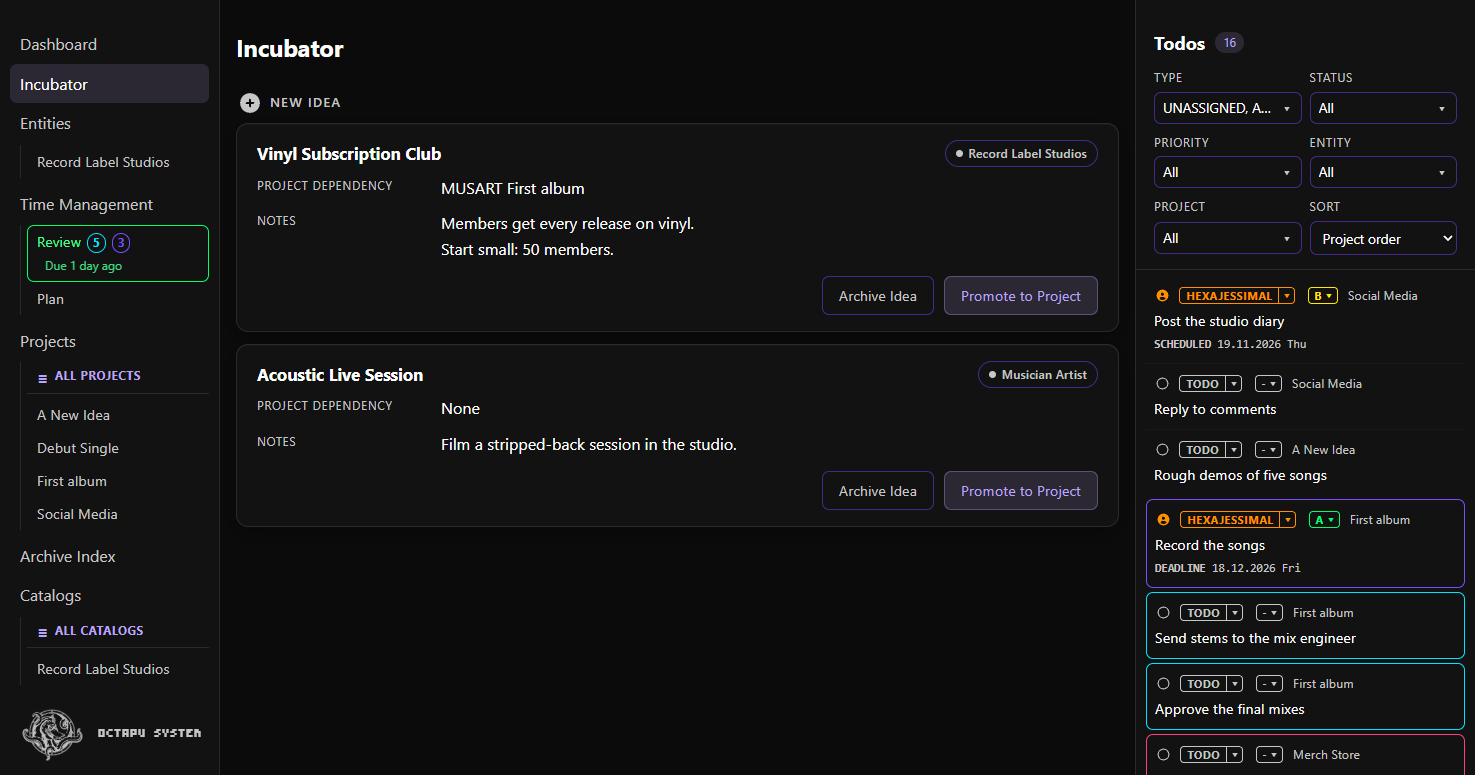 Dashboard
Incubator
Entities
Record Label Studios
Time Management
Review 5 3
Due 1 day ago
Plan
Projects
ALL PROJECTS
A New Idea
Debut Single
First album
Social Media
Archive Index
Catalogs
ALL CATALOGS
Record Label Studios
OCTAPU SYSTEM
Incubator
NEW IDEA
Vinyl Subscription Club
Record Label Studios
PROJECT DEPENDENCY
MUSART First album
NOTES
Members get every release on vinyl.
Start small: 50 members.
Archive Idea
Promote to Project
Acoustic Live Session
Musician Artist
PROJECT DEPENDENCY
None
NOTES
Film a stripped-back session in the studio.
Archive Idea
Promote to Project
Todos 16
TYPE STATUS
UNASSIGNED, A... All
PRIORITY ENTITY
All All
PROJECT SORT
All Project order
HEXAJESSIMAL B Social Media
Post the studio diary
SCHEDULED 19.11.2026 Thu
TODO - Social Media
Reply to comments
TODO - A New Idea
Rough demos of five songs
HEXAJESSIMAL A First album
Record the songs
DEADLINE 18.12.2026 Fri
TODO - First album
Send stems to the mix engineer
TODO - First album
Approve the final mixes
TODO - Merch Store